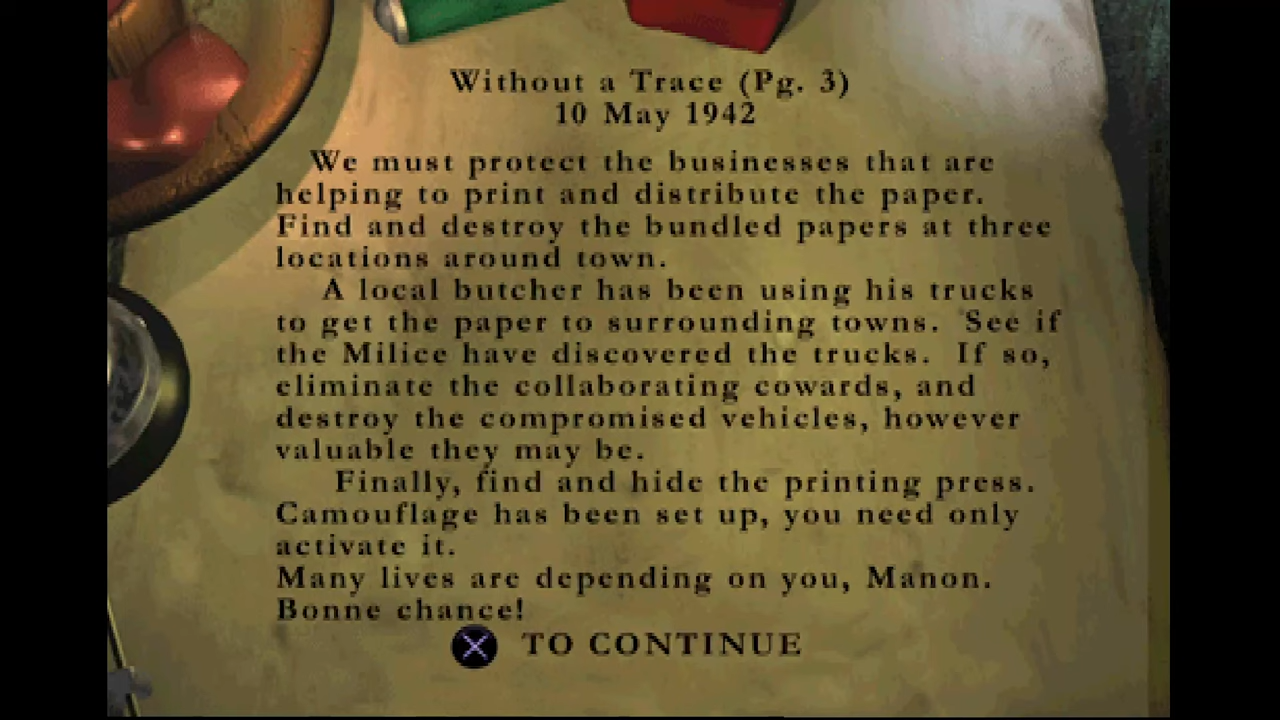 Without a Trace (Pg. 3)
10 May 1942
We must protect the businesses that are
helping to print and distribute the paper.
Find and destroy the bundled papers at three
locations around town.
A local butcher has been using his trucks
to get the paper to surrounding towns. See if
the Milice have discovered the trucks. If so,
eliminate the collaborating cowards, and
destroy the compromised vehicles, however
valuable they may be.
Finally, find and hide the printing press.
Camouflage has been set up, you need only
activate it.
Many lives are depending on you, Manon.
Bonne chance!
TO CONTINUE